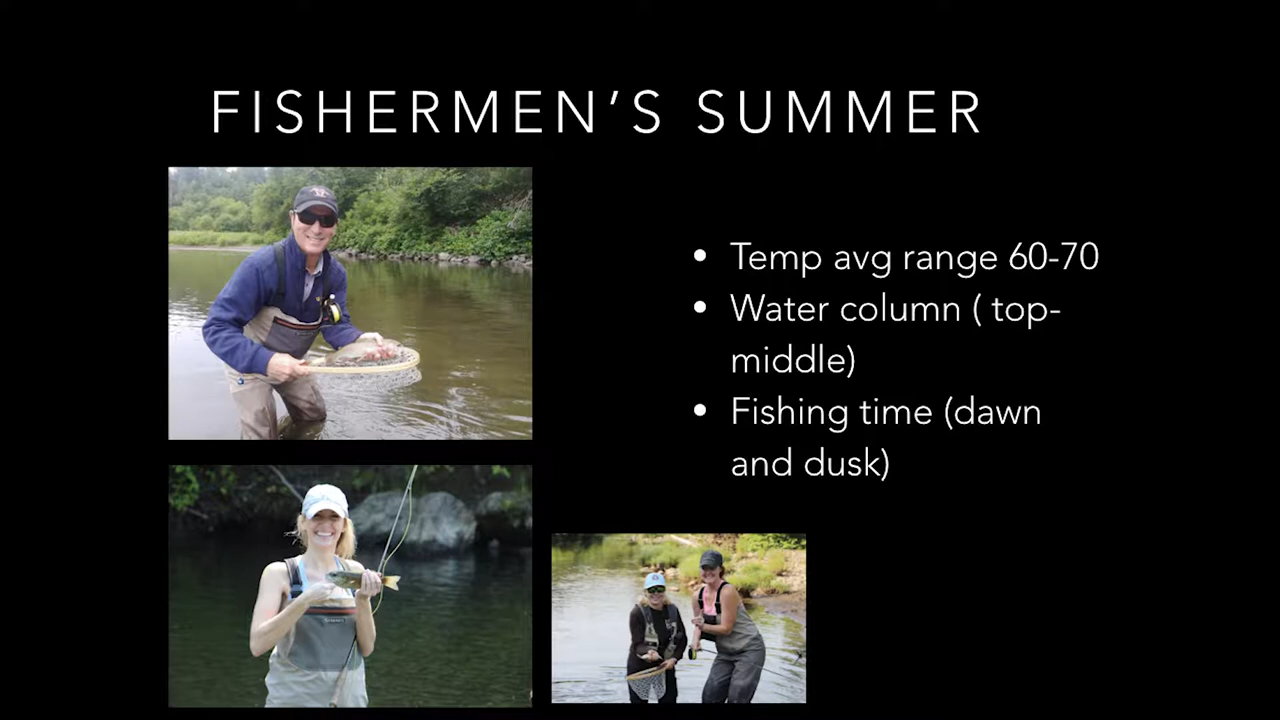 FISHERMEN'S SUMMER
• Temp avg range 60-70
• Water column ( top-
middle)
• Fishing time (dawn
and dusk)